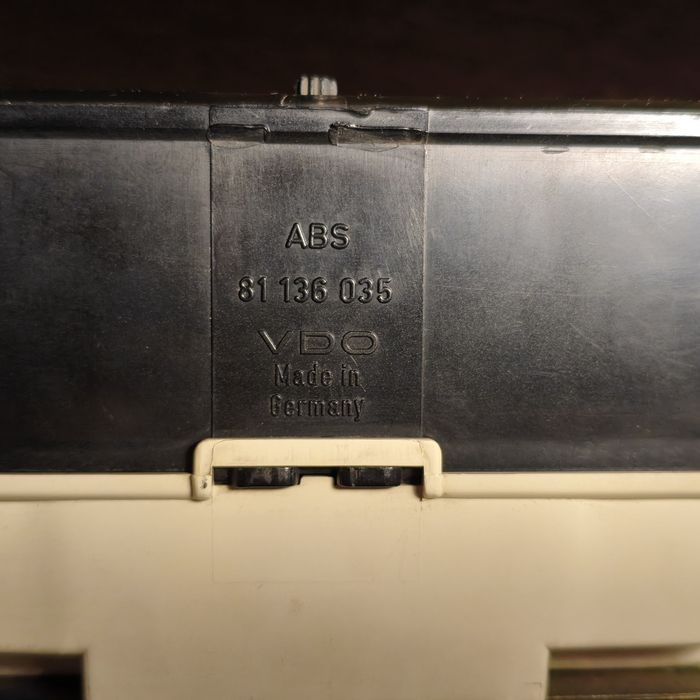 ABS
81 136 035
VDO
Made in
Germany